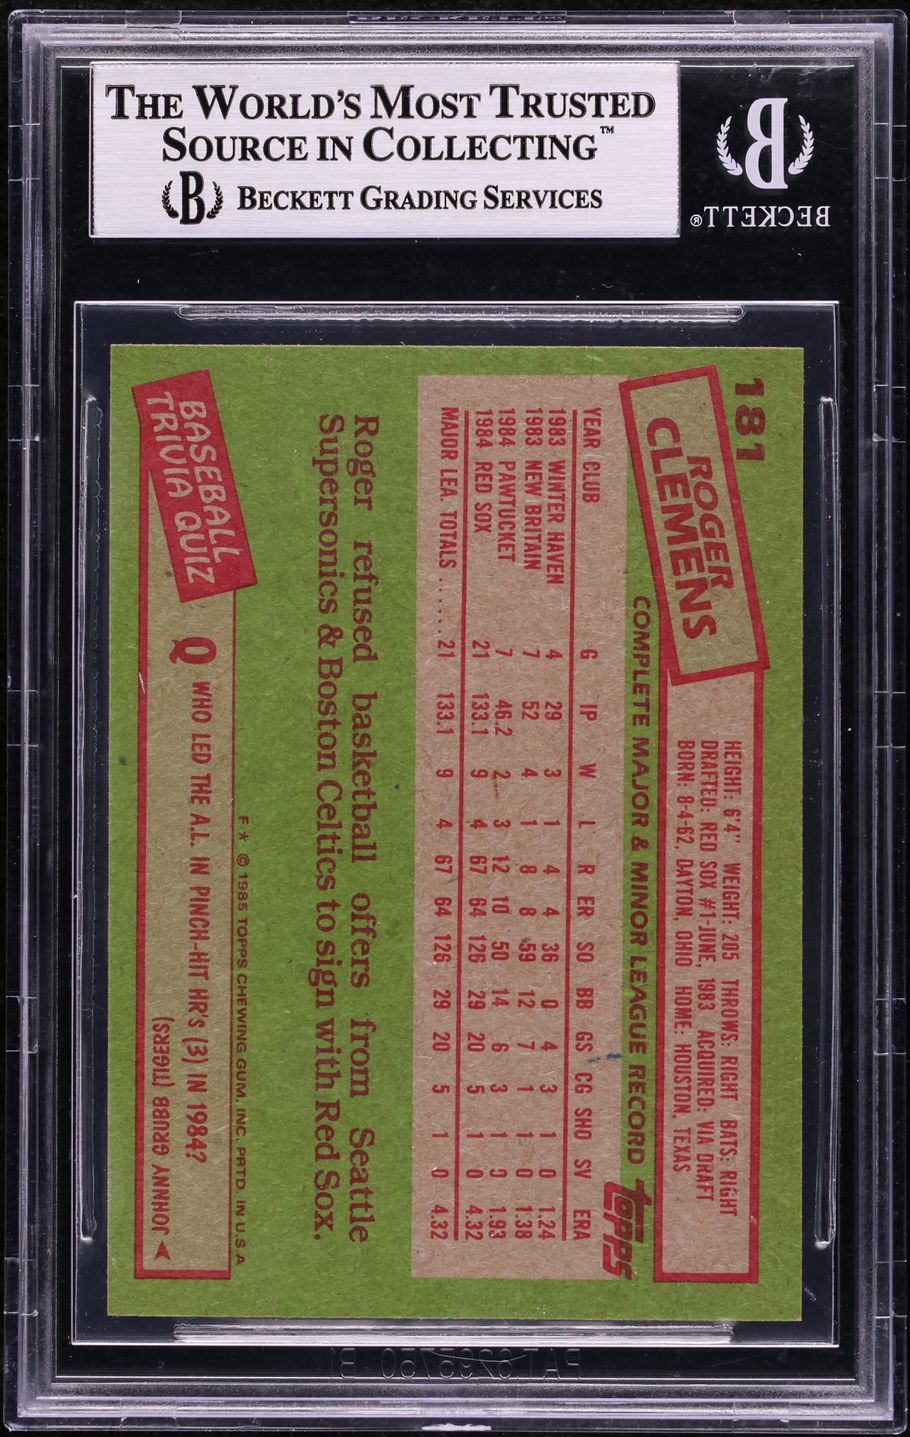 THE WORLD'S MOST TRUSTED
SOURCE IN COLLECTING™
B BECKETT GRADING SERVICES
B
BECKETT®
181
ROGER
CLEMENS
HEIGHT: 6'4" WEIGHT: 205 THROWS: RIGHT BATS: RIGHT
DRAFTED: RED SOX #1-JUNE, 1983 ACQUIRED: VIA DRAFT
BORN: 8-4-62, DAYTON, OHIO HOME: HOUSTON, TEXAS
COMPLETE MAJOR & MINOR LEAGUE RECORD topps
YEAR CLUB G IP W L R ER SO BB GS CG SHO SV ERA
1983 WINTER HAVEN 4 29 3 1 4 4 36 0 4 3 1 0 1.24
1983 NEW BRITAIN 7 52 4 1 8 8 59 12 7 1 1 0 1.38
1984 PAWTUCKET 7 46.2 2 3 12 10 50 14 6 3 1 0 1.93
1984 RED SOX 21 133.1 9 4 67 64 126 29 20 5 1 0 4.32
MAJOR LEA. TOTALS ...... 21 133.1 9 4 67 64 126 29 20 5 1 0 4.32
Roger refused basketball offers from Seattle
Supersonics & Boston Celtics to sign with Red Sox.
F ★ © 1985 TOPPS CHEWING GUM, INC. PRTD. IN U.S.A
BASEBALL
TRIVIA QUIZ
Q WHO LED THE A.L. IN PINCH-HIT HR'S (3) IN 1984?
JOHNNY GRUBB (TIGERS)